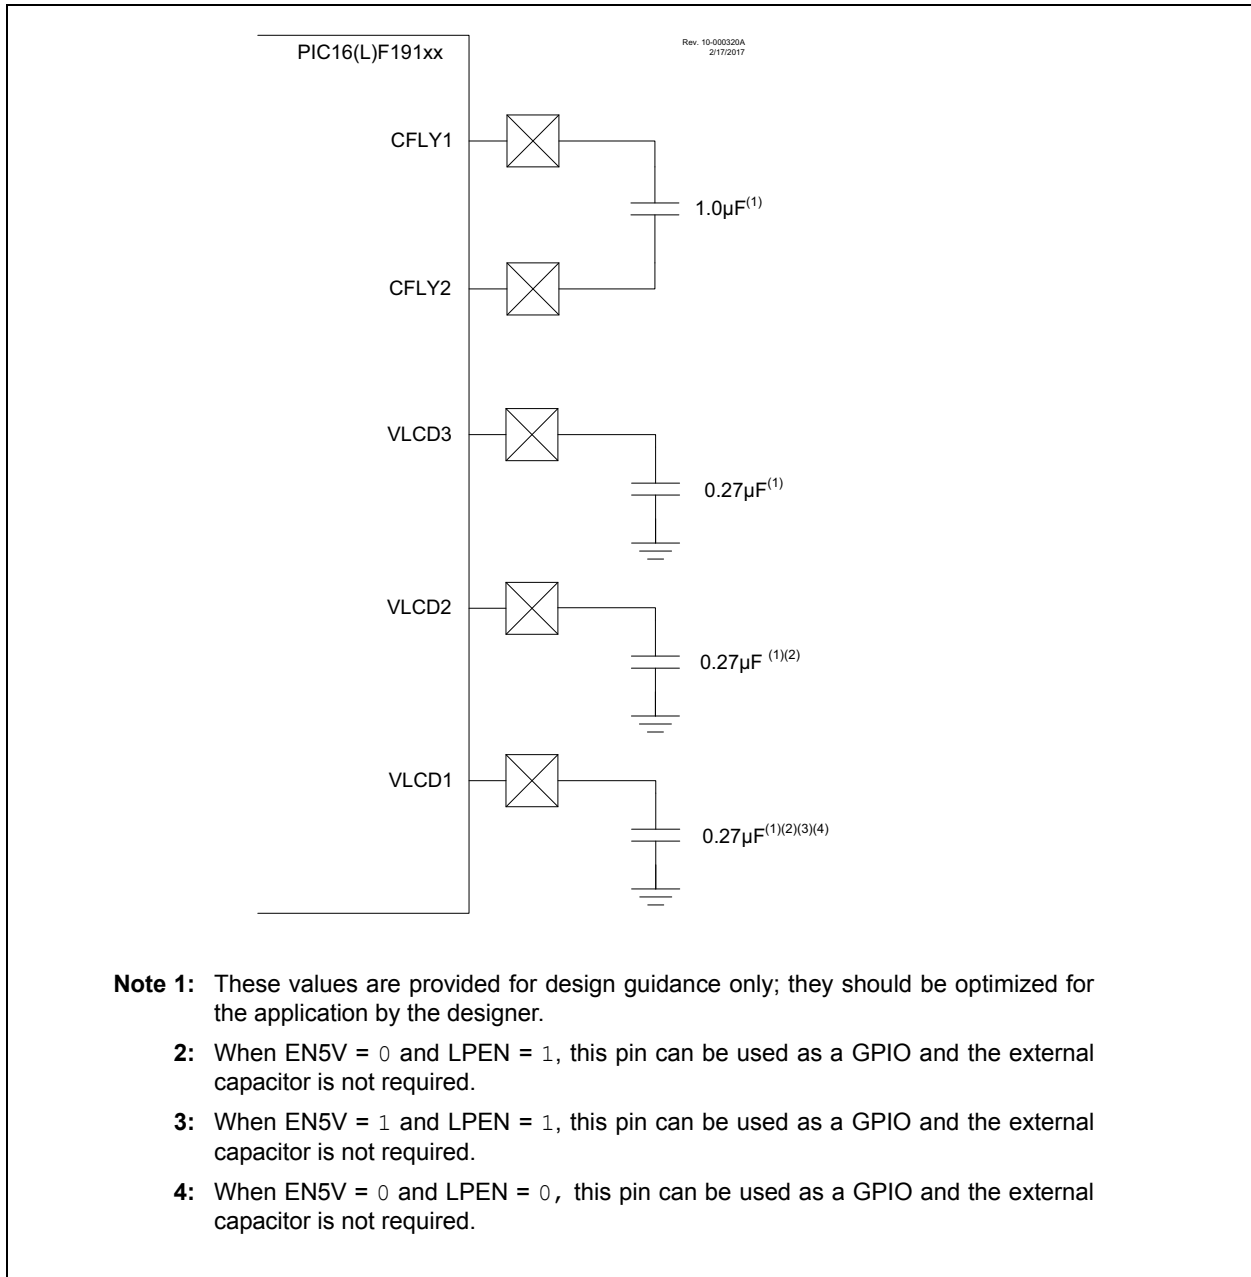 PIC16(L)F191xx
Rev. 10-000320A
2/17/2017
CFLY1
1.0µF(1)
CFLY2
VLCD3
0.27µF(1)
VLCD2
0.27µF (1)(2)
VLCD1
0.27µF(1)(2)(3)(4)
Note 1: These values are provided for design guidance only; they should be optimized for
the application by the designer.
2: When EN5V = 0 and LPEN = 1, this pin can be used as a GPIO and the external
capacitor is not required.
3: When EN5V = 1 and LPEN = 1, this pin can be used as a GPIO and the external
capacitor is not required.
4: When EN5V = 0 and LPEN = 0, this pin can be used as a GPIO and the external
capacitor is not required.